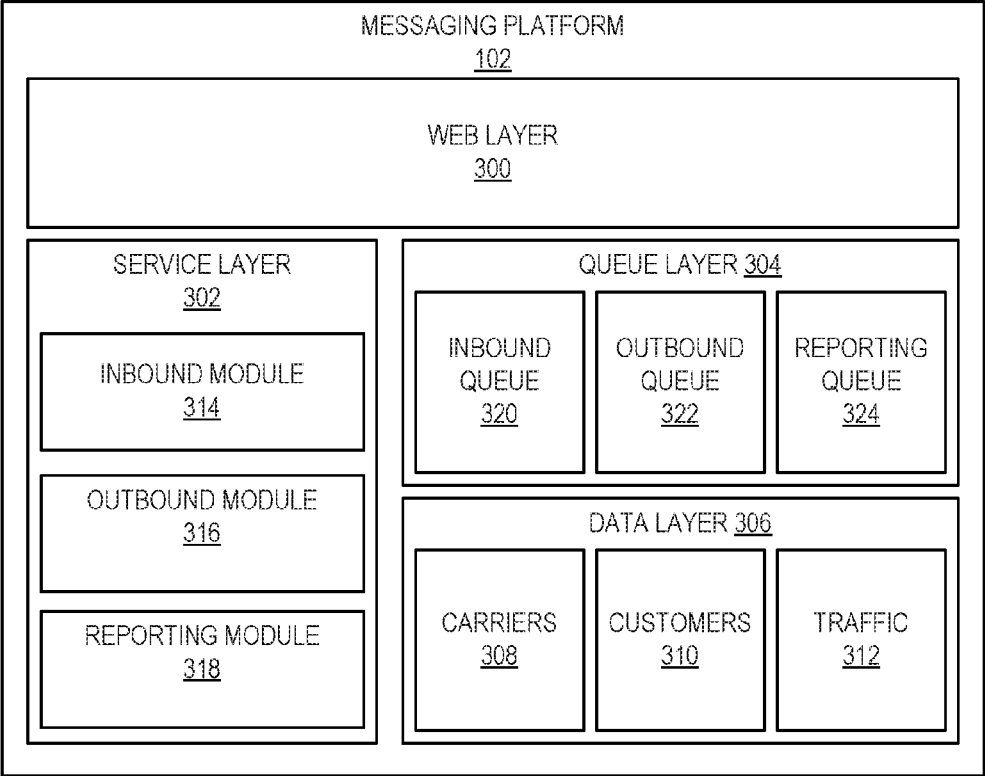 MESSAGING PLATFORM
102
WEB LAYER
300
SERVICE LAYER
302
INBOUND MODULE
314
OUTBOUND MODULE
316
REPORTING MODULE
318
QUEUE LAYER 304
INBOUND
QUEUE
320
OUTBOUND
QUEUE
322
REPORTING
QUEUE
324
DATA LAYER 306
CARRIERS
308
CUSTOMERS
310
TRAFFIC
312